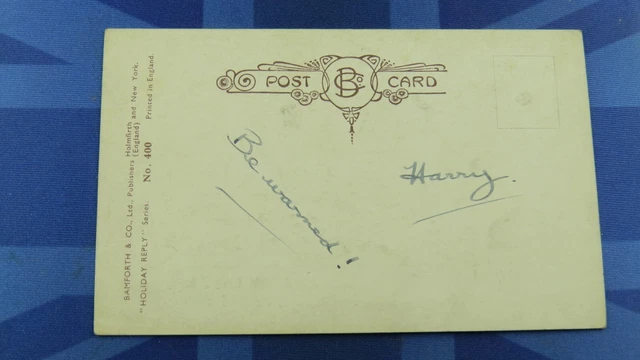 POST CARD
BCo
Be warned!
Harry.
BAMFORTH & CO., Ltd., Publishers Holmfirth and New York.
(England)
"HOLIDAY REPLY" Series. No. 400 Printed in England